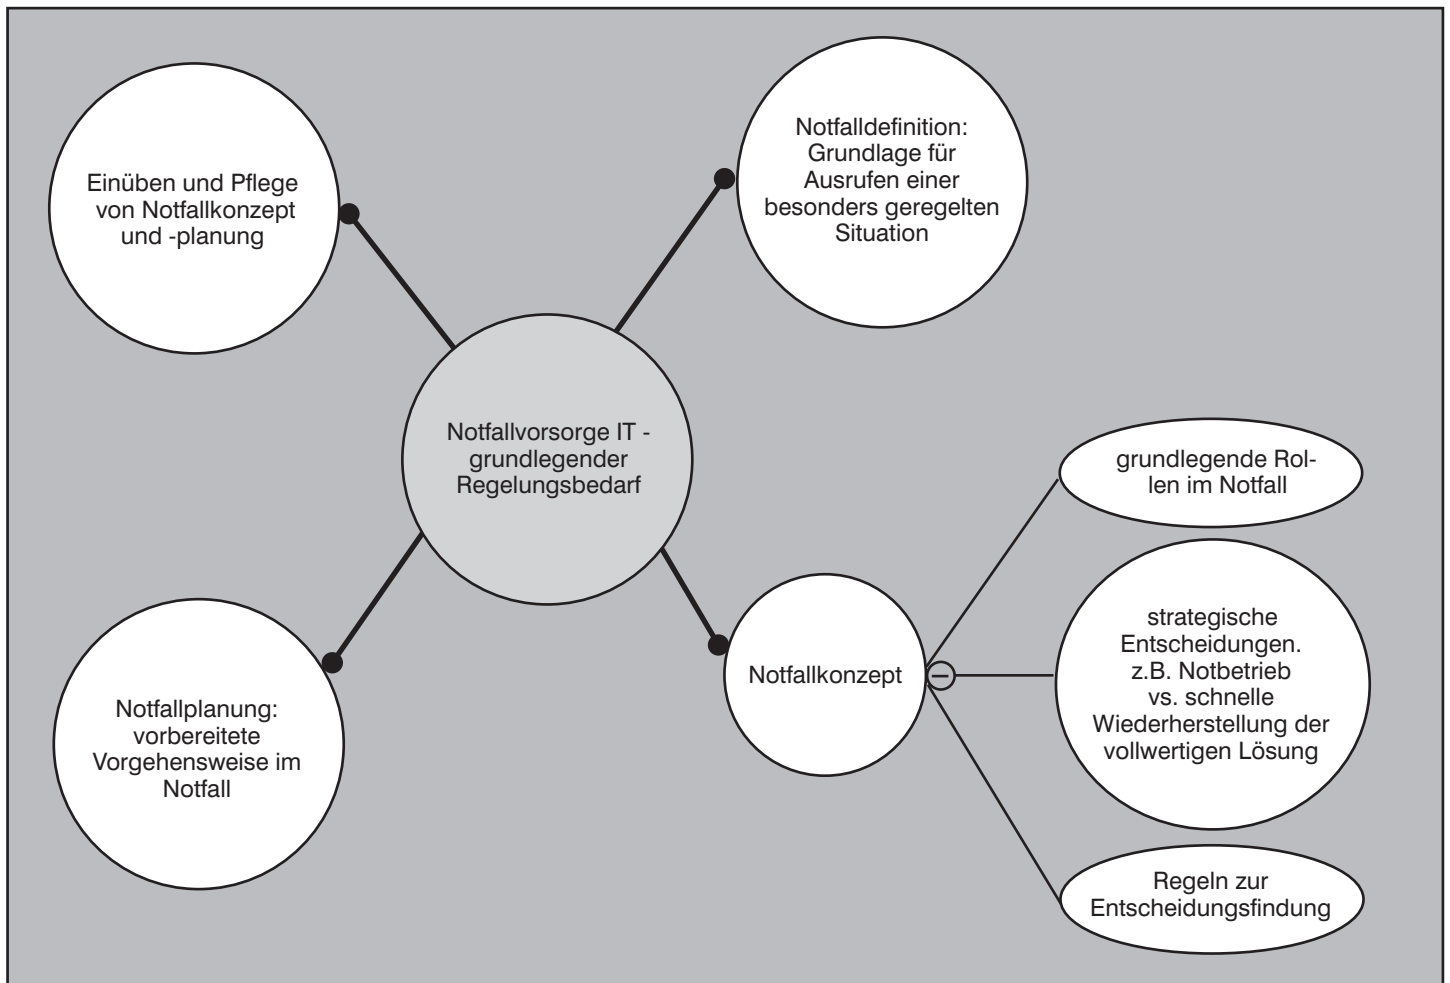 Einüben und Pflege
von Notfallkonzept
und -planung
Notfalldefinition:
Grundlage für
Ausrufen einer
besonders geregelten
Situation
Notfallvorsorge IT -
grundlegender
Regelungsbedarf
grundlegende Rol-
len im Notfall
strategische
Entscheidungen.
z.B. Notbetrieb
vs. schnelle
Wiederherstellung der
vollwertigen Lösung
Notfallkonzept
Notfallplanung:
vorbereitete
Vorgehensweise im
Notfall
Regeln zur
Entscheidungsfindung